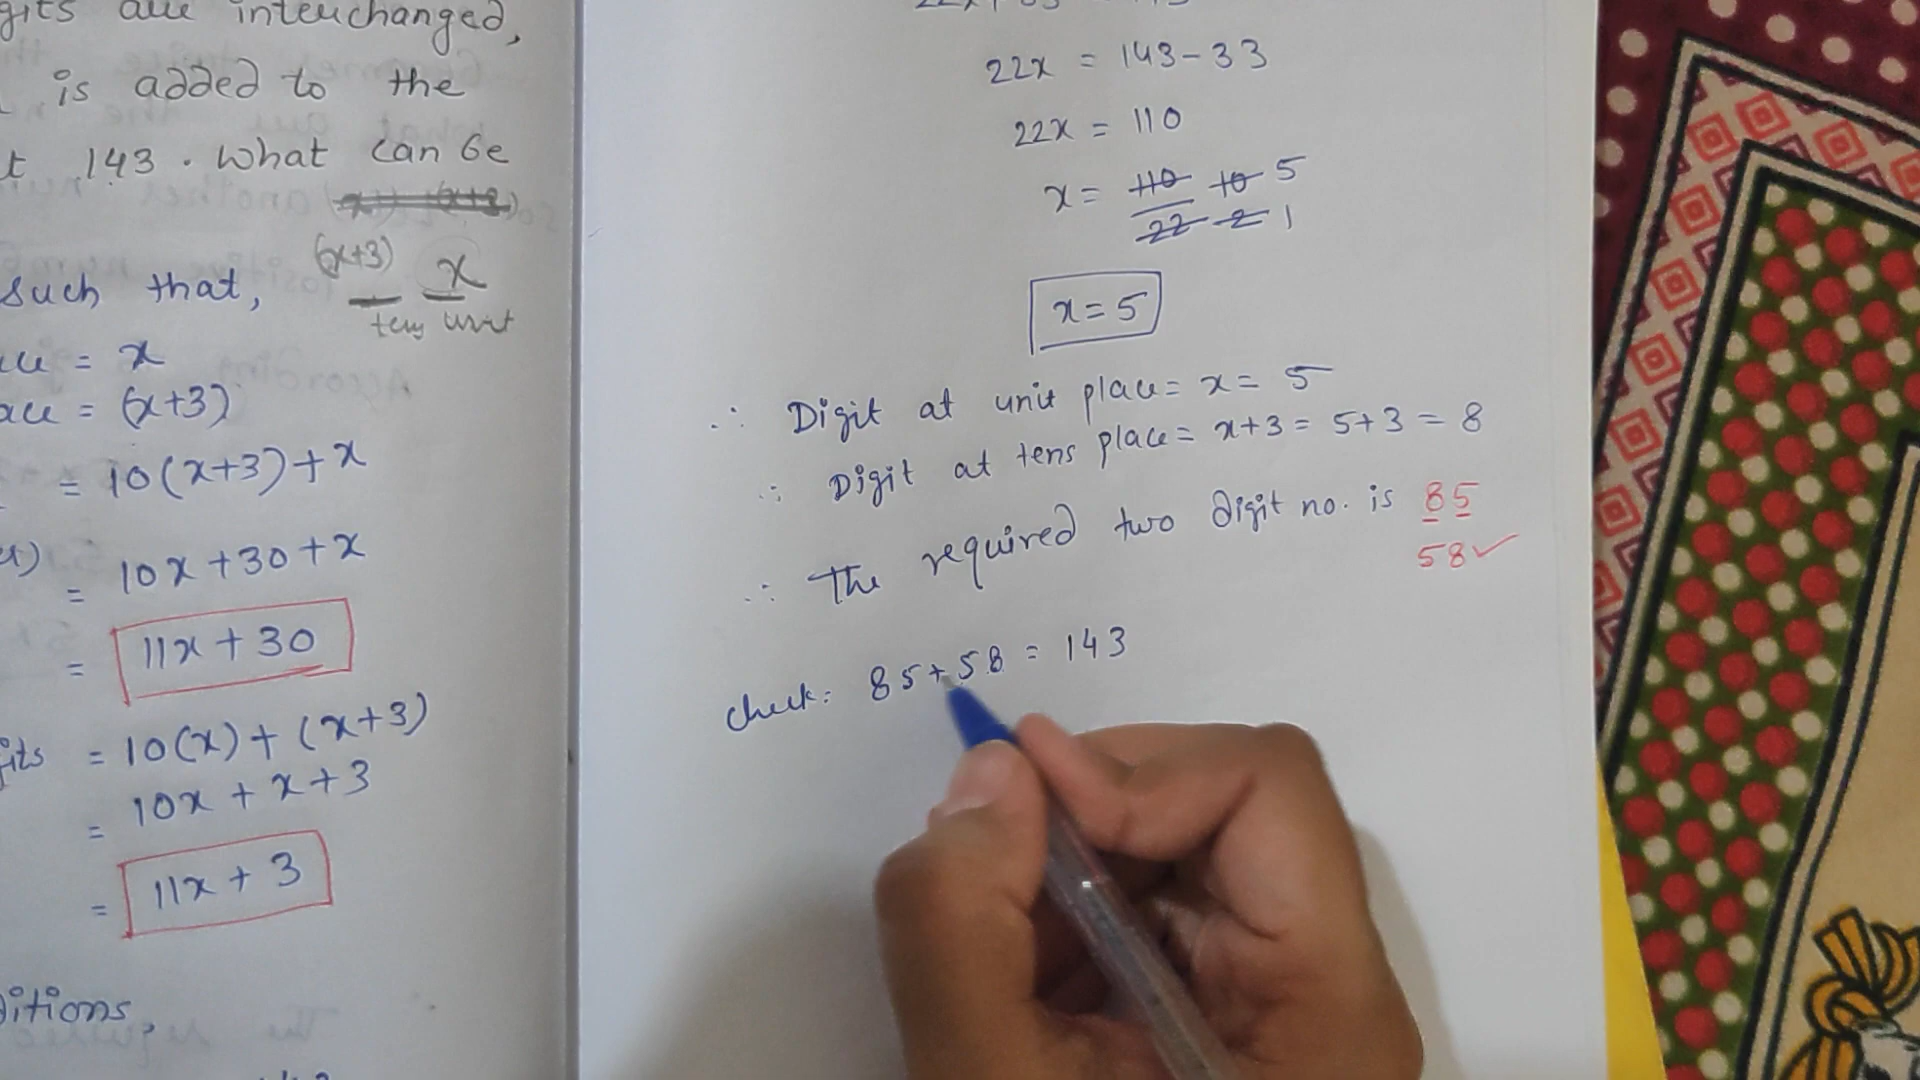 gits are interchanged,
is added to the
t 143. What can be
(x+3) x
tens unit
such that,
= x
ace = (x+3)
= 10(x+3)+x
= 10x+30+x
= 11x+30
its = 10(x)+(x+3)
= 10x+x+3
= 11x+3
ditions,
22x = 143-33
22x = 110
x = 110 10 5
22 2 1
x = 5
∴ Digit at unit place = x = 5
∴ Digit at tens place = x+3 = 5+3 = 8
∴ The required two digit no. is 85
58✓
Check: 85+58 = 143